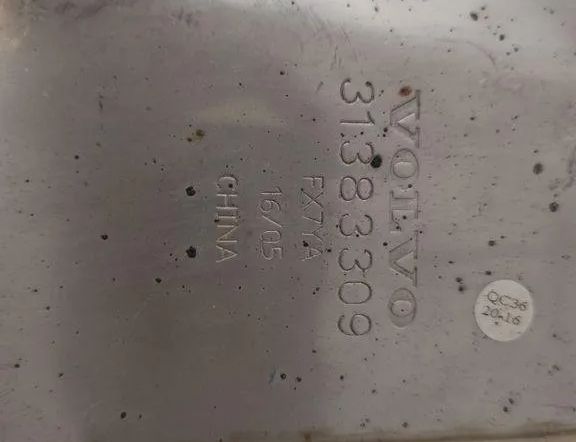 VOLVO
31383309
FX7YA
16/05
CHINA
QC36
20-16